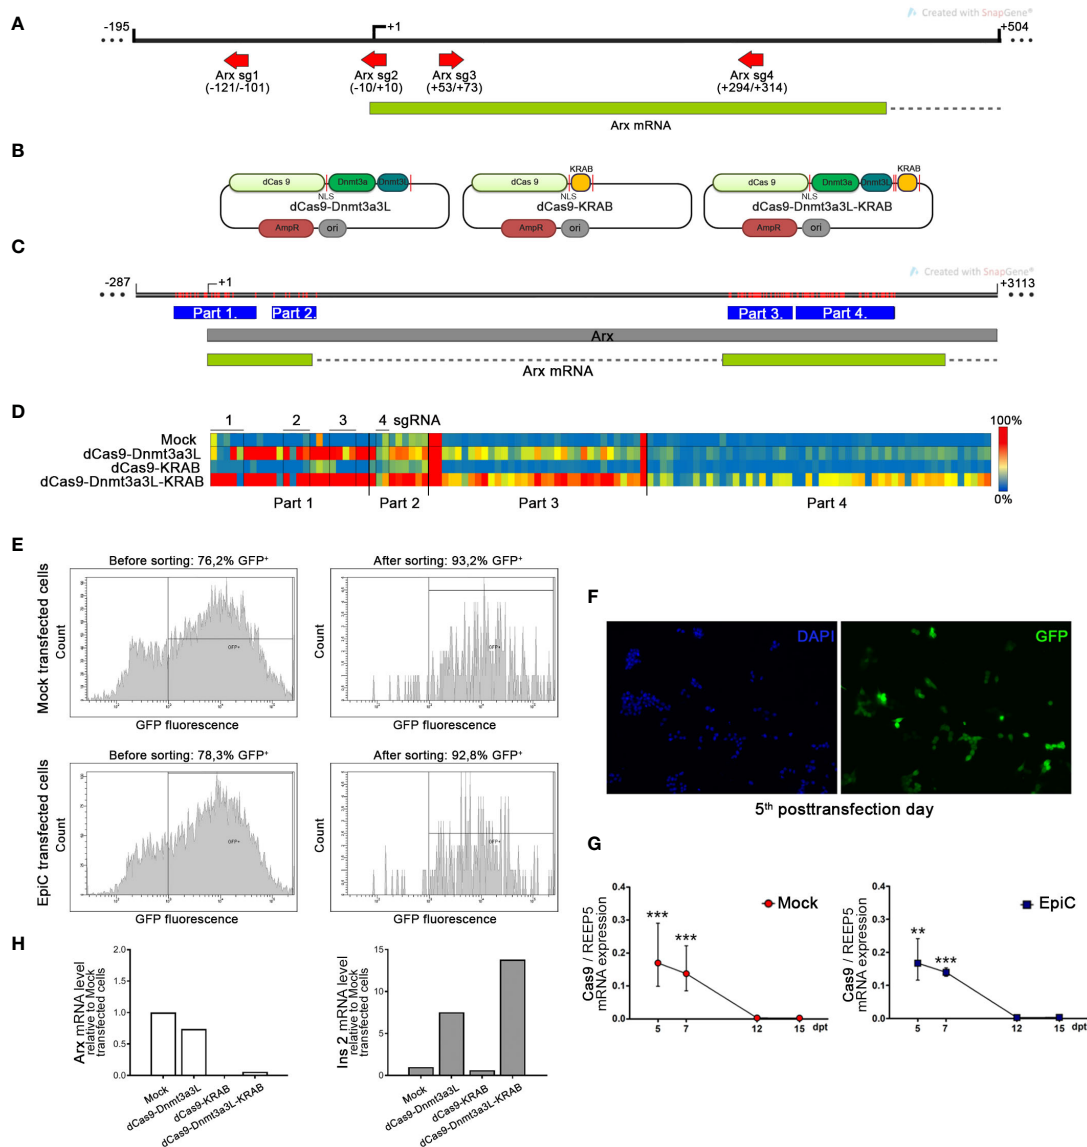 A
-195
+1
Created with SnapGene®
+504
Arx sg1
(-121/-101)
Arx sg2
(-10/+10)
Arx sg3
(+53/+73)
Arx sg4
(+294/+314)
Arx mRNA
B
dCas 9
Dnmt3a
Dnmt3L
NLS
dCas9-Dnmt3a3L
AmpR
ori
KRAB
dCas 9
NLS
dCas9-KRAB
AmpR
ori
KRAB
dCas 9
Dnmt3a
Dnmt3L
NLS
dCas9-Dnmt3a3L-KRAB
AmpR
ori
C
Created with SnapGene®
-287
+1
+3113
Part 1.
Part 2.
Part 3.
Part 4.
Arx
Arx mRNA
D
1
2
3
4
sgRNA
Mock
dCas9-Dnmt3a3L
dCas9-KRAB
dCas9-Dnmt3a3L-KRAB
100%
0%
Part 1
Part 2
Part 3
Part 4
E
Mock transfected cells
Before sorting: 76,2% GFP+
Count
GFP+
GFP fluorescence
After sorting: 93,2% GFP+
Count
GFP+
GFP fluorescence
EpiC transfected cells
Before sorting: 78,3% GFP+
Count
GFP+
GFP fluorescence
After sorting: 92,8% GFP+
Count
GFP+
GFP fluorescence
F
DAPI
GFP
5th posttransfection day
G
Cas9 / REEP5
mRNA expression
0.4
0.3
0.2
0.1
0.0
***
***
Mock
5
7
12
15
dpt
Cas9 / REEP5
mRNA expression
0.4
0.3
0.2
0.1
0.0
**
***
EpiC
5
7
12
15
dpt
H
Arx mRNA level
relative to Mock
transfected cells
2.0
1.5
1.0
0.5
0.0
Mock
dCas9-Dnmt3a3L
dCas9-KRAB
dCas9-Dnmt3a3L-KRAB
Ins 2 mRNA level
relative to Mock
transfected cells
15
10
5
0
Mock
dCas9-Dnmt3a3L
dCas9-KRAB
dCas9-Dnmt3a3L-KRAB